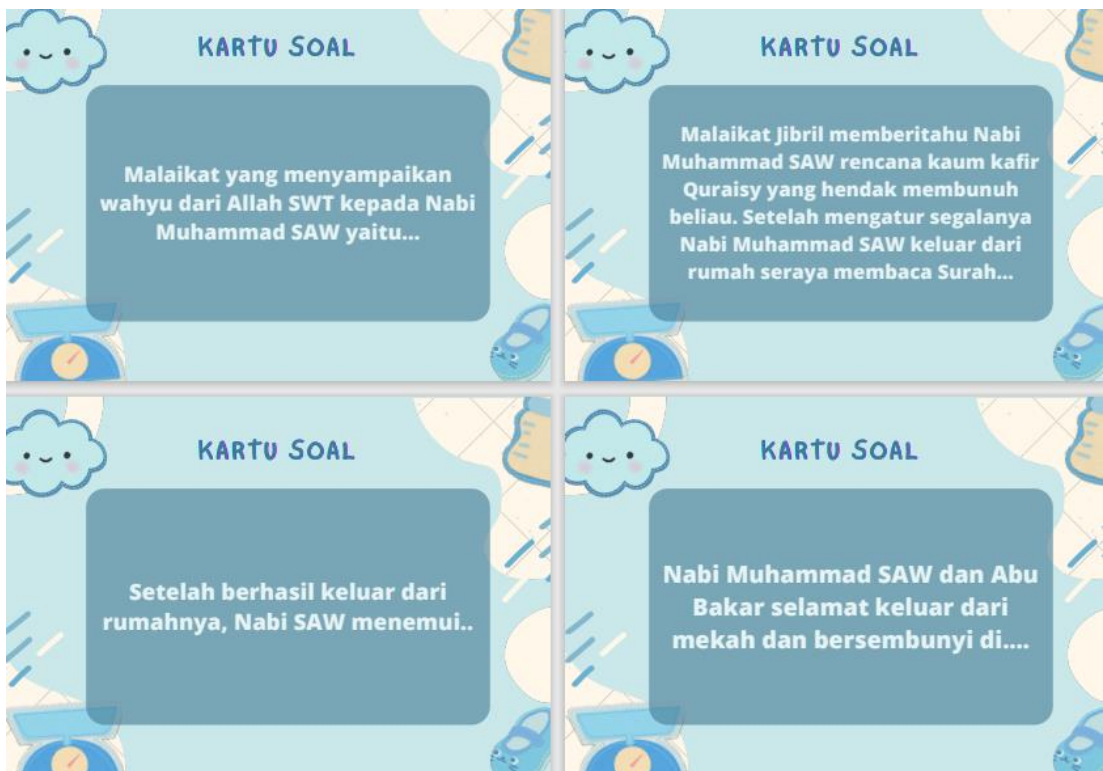 KARTU SOAL
Malaikat yang menyampaikan
wahyu dari Allah SWT kepada Nabi
Muhammad SAW yaitu...
KARTU SOAL
Malaikat Jibril memberitahu Nabi
Muhammad SAW rencana kaum kafir
Quraisy yang hendak membunuh
beliau. Setelah mengatur segalanya
Nabi Muhammad SAW keluar dari
rumah seraya membaca Surah...
KARTU SOAL
Setelah berhasil keluar dari
rumahnya, Nabi SAW menemui..
KARTU SOAL
Nabi Muhammad SAW dan Abu
Bakar selamat keluar dari
mekah dan bersembunyi di....